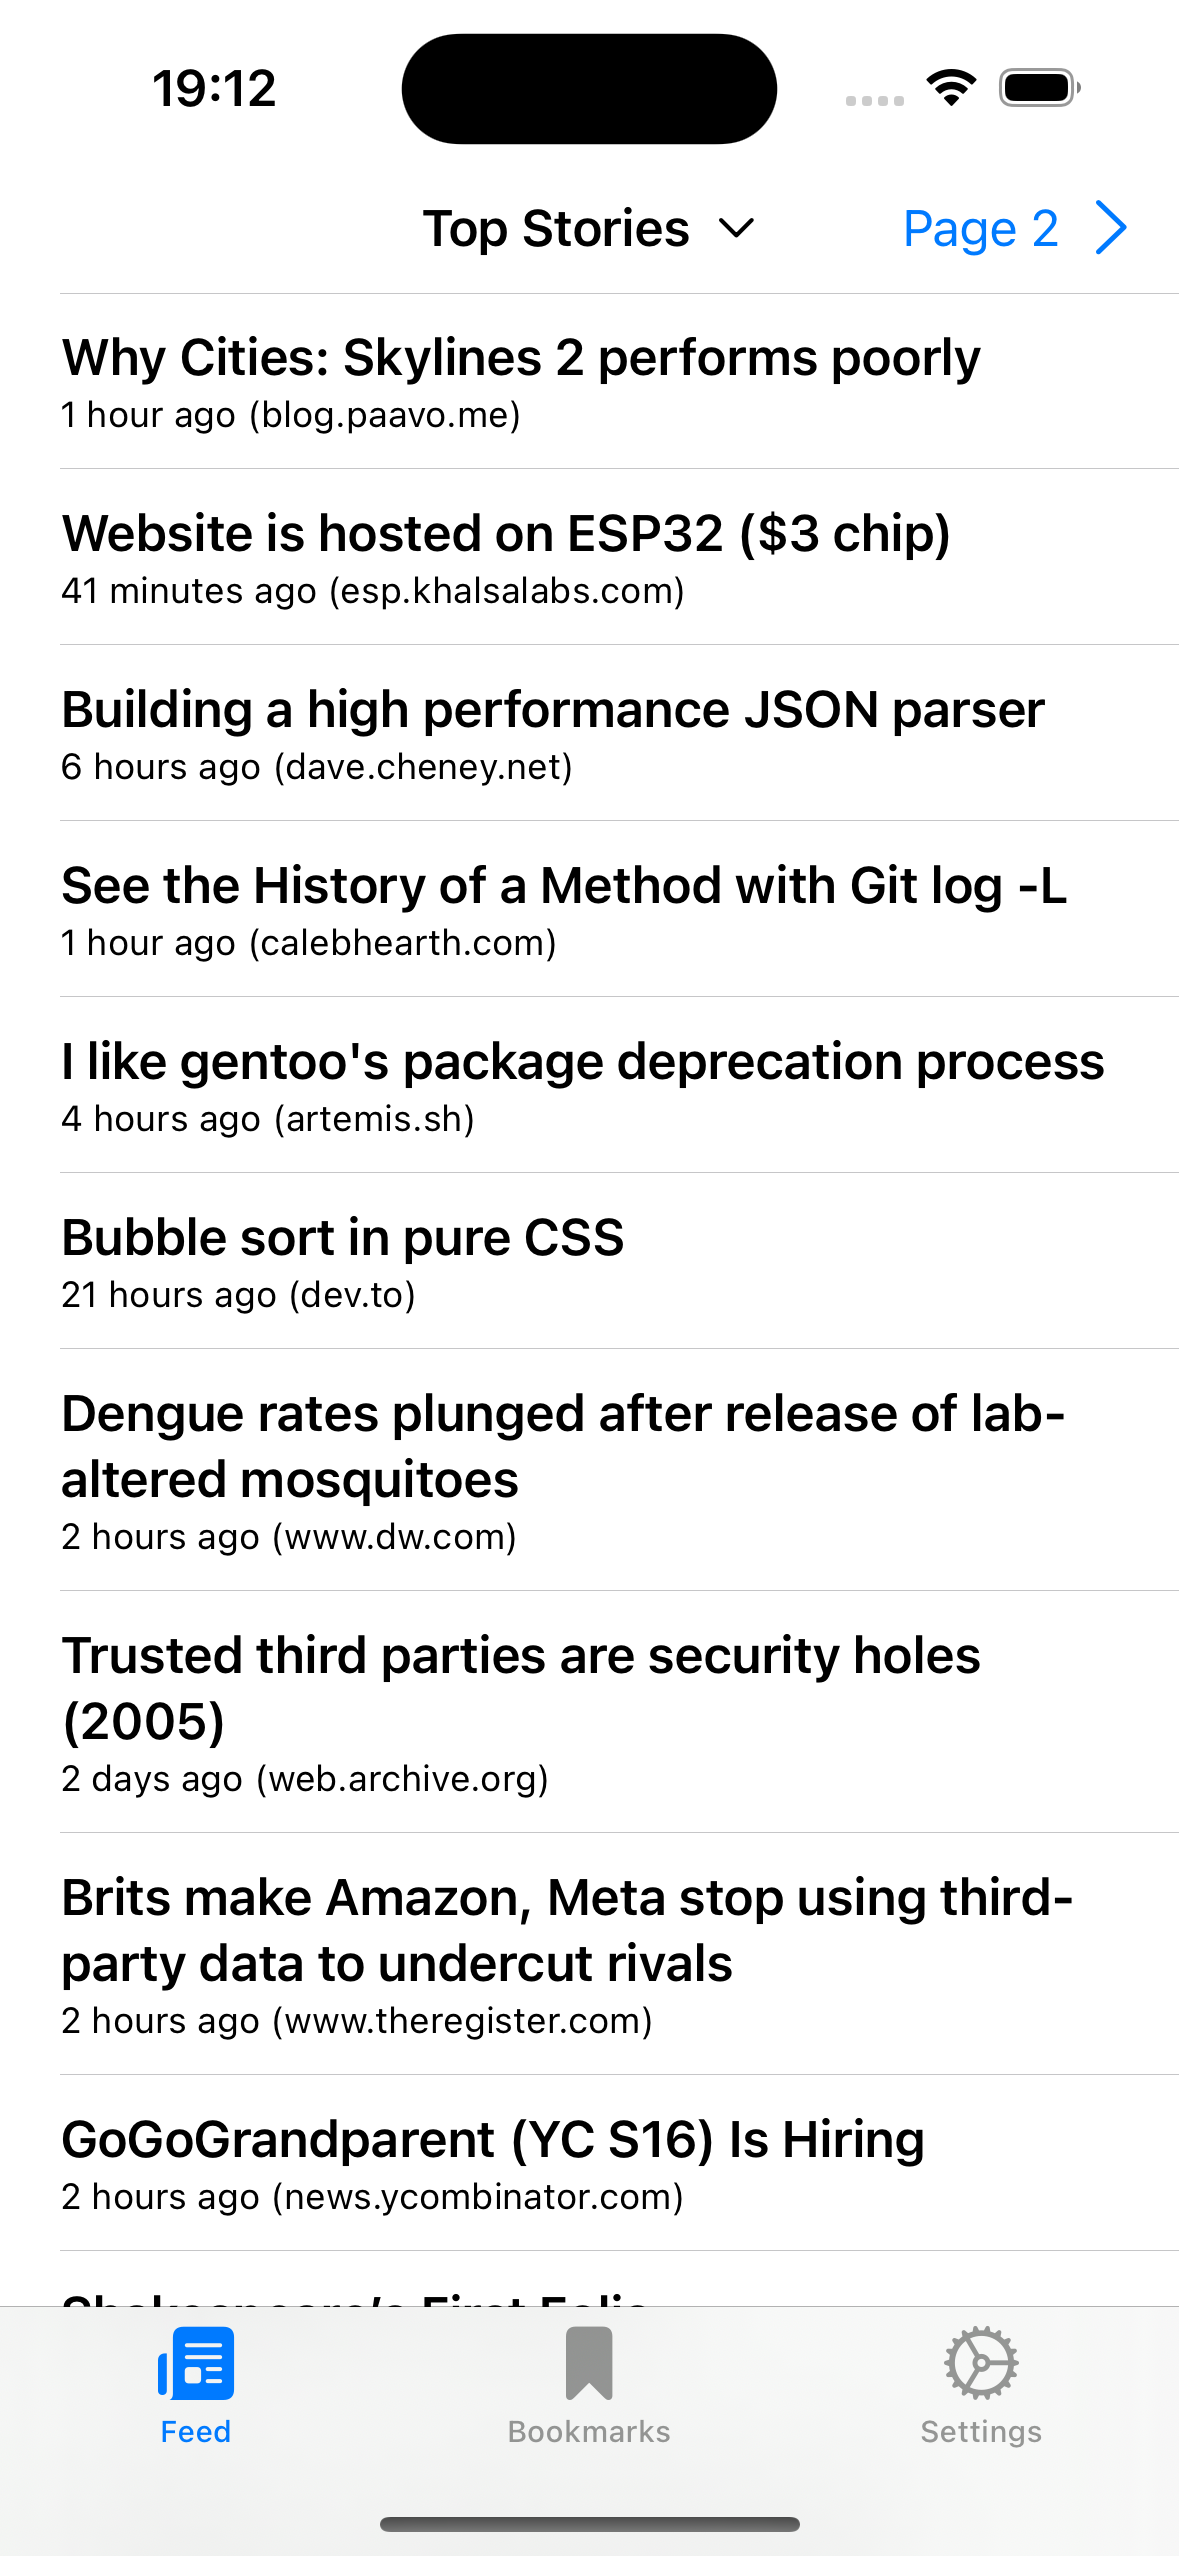 19:12
Top Stories
Page 2
Why Cities: Skylines 2 performs poorly
1 hour ago (blog.paavo.me)
Website is hosted on ESP32 ($3 chip)
41 minutes ago (esp.khalsalabs.com)
Building a high performance JSON parser
6 hours ago (dave.cheney.net)
See the History of a Method with Git log -L
1 hour ago (calebhearth.com)
I like gentoo's package deprecation process
4 hours ago (artemis.sh)
Bubble sort in pure CSS
21 hours ago (dev.to)
Dengue rates plunged after release of lab-
altered mosquitoes
2 hours ago (www.dw.com)
Trusted third parties are security holes
(2005)
2 days ago (web.archive.org)
Brits make Amazon, Meta stop using third-
party data to undercut rivals
2 hours ago (www.theregister.com)
GoGoGrandparent (YC S16) Is Hiring
2 hours ago (news.ycombinator.com)
Shakespeare’s First Folio
Feed
Bookmarks
Settings